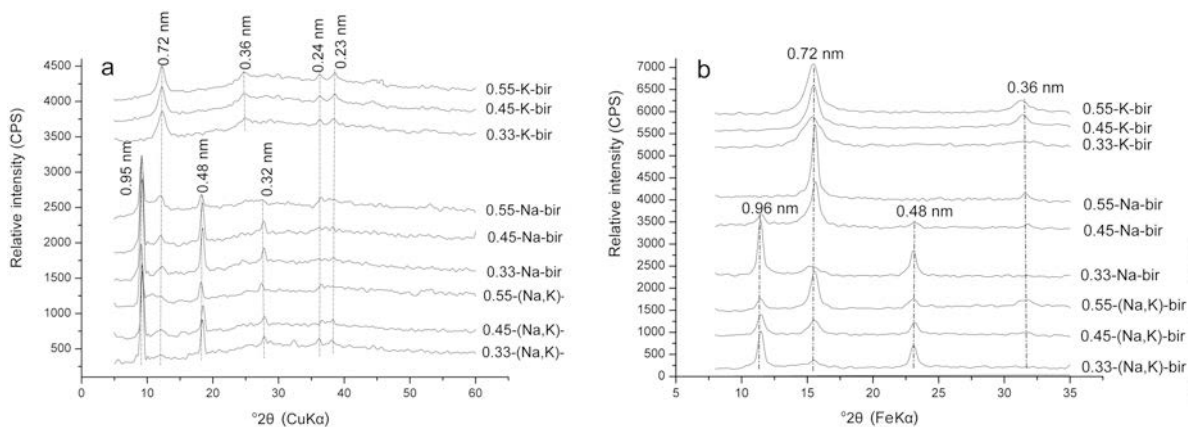 a
0.72 nm
0.36 nm
0.24 nm
0.23 nm
0.95 nm
0.48 nm
0.32 nm
0.55-K-bir
0.45-K-bir
0.33-K-bir
0.55-Na-bir
0.45-Na-bir
0.33-Na-bir
0.55-(Na,K)-
0.45-(Na,K)-
0.33-(Na,K)-
Relative intensity (CPS)
4500
4000
3500
3000
2500
2000
1500
1000
500
0
10
20
30
40
50
60
°2θ (CuKα)
b
0.72 nm
0.36 nm
0.96 nm
0.48 nm
0.55-K-bir
0.45-K-bir
0.33-K-bir
0.55-Na-bir
0.45-Na-bir
0.33-Na-bir
0.55-(Na,K)-bir
0.45-(Na,K)-bir
0.33-(Na,K)-bir
Relative intensity (CPS)
7000
6500
6000
5500
5000
4500
4000
3500
3000
2500
2000
1500
1000
500
0
5
10
15
20
25
30
35
°2θ (FeKα)